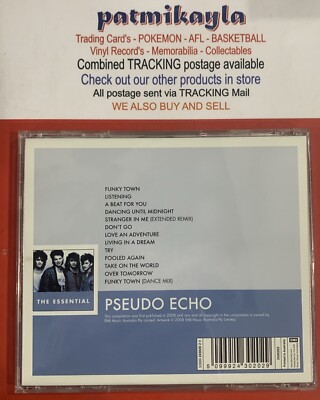 patmikayla
Trading Card's - POKEMON - AFL - BASKETBALL
Vinyl Record's - Memorabilia - Collectables
Combined TRACKING postage available
Check out our other products in store
All postage sent via TRACKING Mail
WE ALSO BUY AND SELL
FUNKY TOWN
LISTENING
A BEAT FOR YOU
DANCING UNTIL MIDNIGHT
STRANGER IN ME (EXTENDED REMIX)
DON'T GO
LOVE AN ADVENTURE
LIVING IN A DREAM
TRY
FOOLED AGAIN
TAKE ON THE WORLD
OVER TOMORROW
FUNKY TOWN (DANCE MIX)
THE ESSENTIAL
PSEUDO ECHO
5 099924 302029